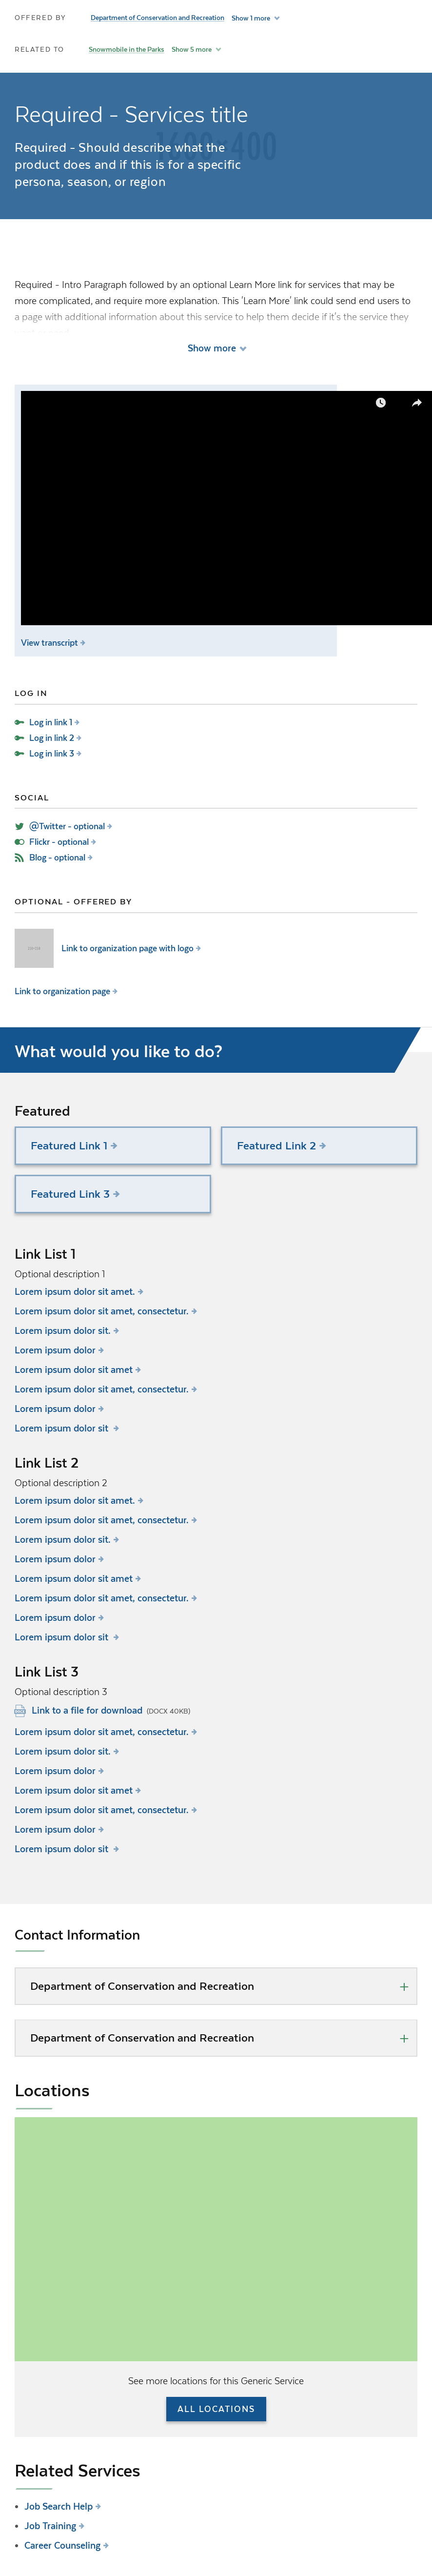 OFFERED BY Department of Conservation and Recreation Show 1 more
RELATED TO Snowmobile in the Parks Show 5 more
Required - Services title
1600×400
Required - Should describe what the
product does and if this is for a specific
persona, season, or region
Required - Intro Paragraph followed by an optional Learn More link for services that may be
more complicated, and require more explanation. This 'Learn More' link could send end users to
a page with additional information about this service to help them decide if it's the service they
Show more
View transcript
LOG IN
Log in link 1
Log in link 2
Log in link 3
SOCIAL
@Twitter - optional
Flickr - optional
Blog - optional
OPTIONAL - OFFERED BY
Link to organization page with logo
Link to organization page
What would you like to do?
Featured
Featured Link 1 Featured Link 2
Featured Link 3
Link List 1
Optional description 1
Lorem ipsum dolor sit amet.
Lorem ipsum dolor sit amet, consectetur.
Lorem ipsum dolor sit.
Lorem ipsum dolor
Lorem ipsum dolor sit amet
Lorem ipsum dolor sit amet, consectetur.
Lorem ipsum dolor
Lorem ipsum dolor sit
Link List 2
Optional description 2
Lorem ipsum dolor sit amet.
Lorem ipsum dolor sit amet, consectetur.
Lorem ipsum dolor sit.
Lorem ipsum dolor
Lorem ipsum dolor sit amet
Lorem ipsum dolor sit amet, consectetur.
Lorem ipsum dolor
Lorem ipsum dolor sit
Link List 3
Optional description 3
Link to a file for download (DOCX 40KB)
Lorem ipsum dolor sit amet, consectetur.
Lorem ipsum dolor sit.
Lorem ipsum dolor
Lorem ipsum dolor sit amet
Lorem ipsum dolor sit amet, consectetur.
Lorem ipsum dolor
Lorem ipsum dolor sit
Contact Information
Department of Conservation and Recreation
Department of Conservation and Recreation
Locations
See more locations for this Generic Service
ALL LOCATIONS
Related Services
Job Search Help
Job Training
Career Counseling